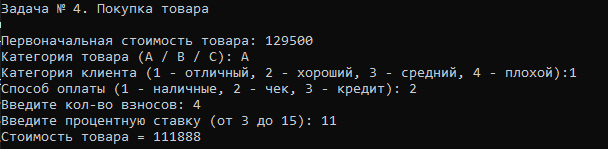 Задача № 4. Покупка товара
Первоначальная стоимость товара: 129500
Категория товара (A / B / C): A
Категория клиента (1 - отличный, 2 - хороший, 3 - средний, 4 - плохой):1
Способ оплаты (1 - наличные, 2 - чек, 3 - кредит): 2
Введите кол-во взносов: 4
Введите процентную ставку (от 3 до 15): 11
Стоимость товара = 111888